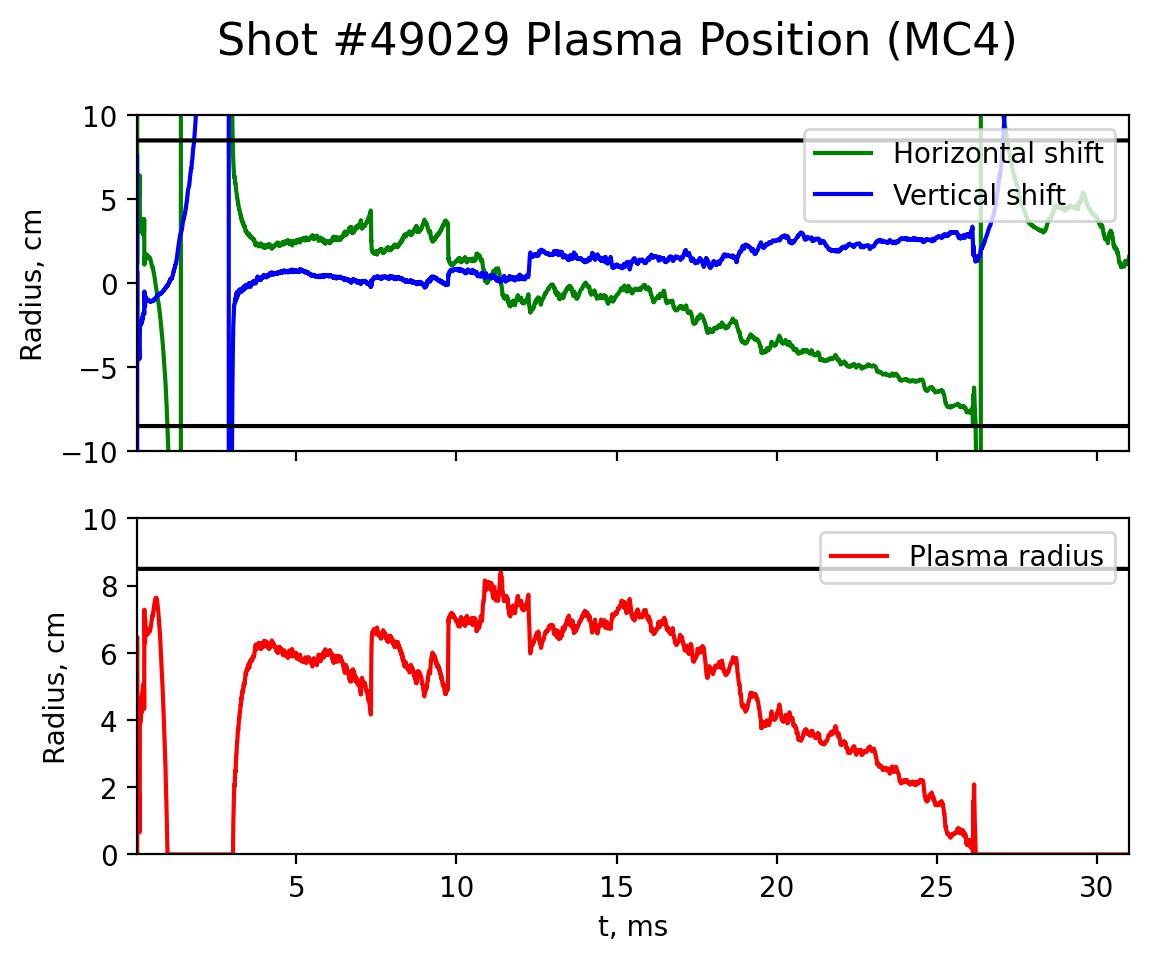 Shot #49029 Plasma Position (MC4)
10
5
0
−5
−10
Radius, cm
Horizontal shift
Vertical shift
10
8
6
4
2
0
Radius, cm
Plasma radius
5 10 15 20 25 30
t, ms